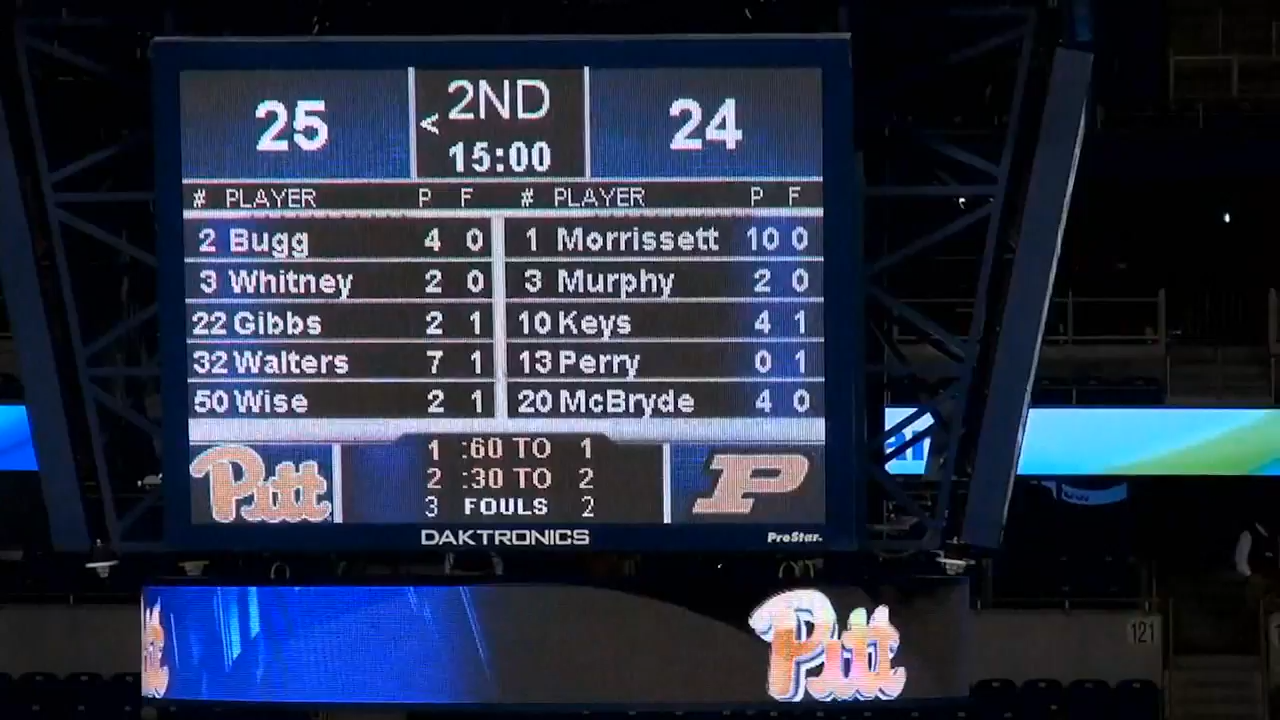 25 < 2ND 24
15:00
# PLAYER P F # PLAYER P F
2 Bugg 4 0 1 Morrissett 10 0
3 Whitney 2 0 3 Murphy 2 0
22 Gibbs 2 1 10 Keys 4 1
32 Walters 7 1 13 Perry 0 1
50 Wise 2 1 20 McBryde 4 0
1 :60 TO 1
2 :30 TO 2
3 FOULS 2
Pitt P
DAKTRONICS ProStar
Pitt
121